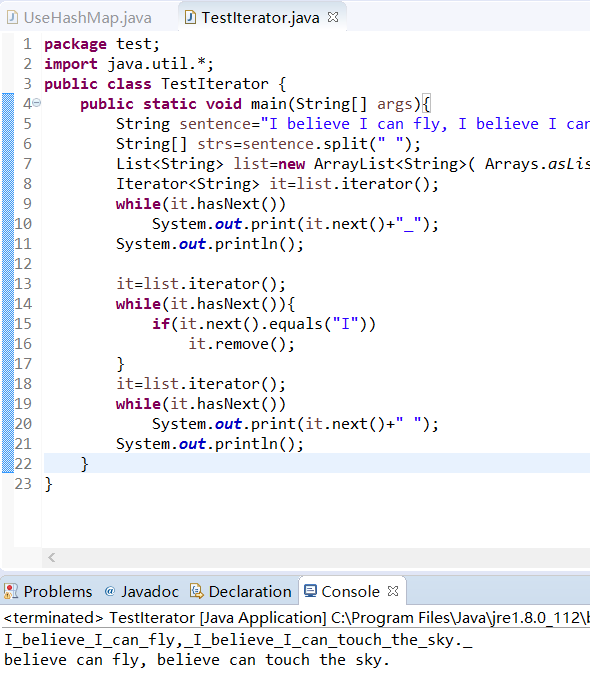 UseHashMap.java TestIterator.java
1 package test;
2 import java.util.*;
3 public class TestIterator {
4 public static void main(String[] args){
5 String sentence="I believe I can fly, I believe I can
6 String[] strs=sentence.split(" ");
7 List<String> list=new ArrayList<String>( Arrays.asLis
8 Iterator<String> it=list.iterator();
9 while(it.hasNext())
10 System.out.print(it.next()+"_");
11 System.out.println();
12
13 it=list.iterator();
14 while(it.hasNext()){
15 if(it.next().equals("I"))
16 it.remove();
17 }
18 it=list.iterator();
19 while(it.hasNext())
20 System.out.print(it.next()+" ");
21 System.out.println();
22 }
23 }
Problems @ Javadoc Declaration Console
<terminated> TestIterator [Java Application] C:\Program Files\Java\jre1.8.0_112\b
I_believe_I_can_fly,_I_believe_I_can_touch_the_sky._
believe can fly, believe can touch the sky.